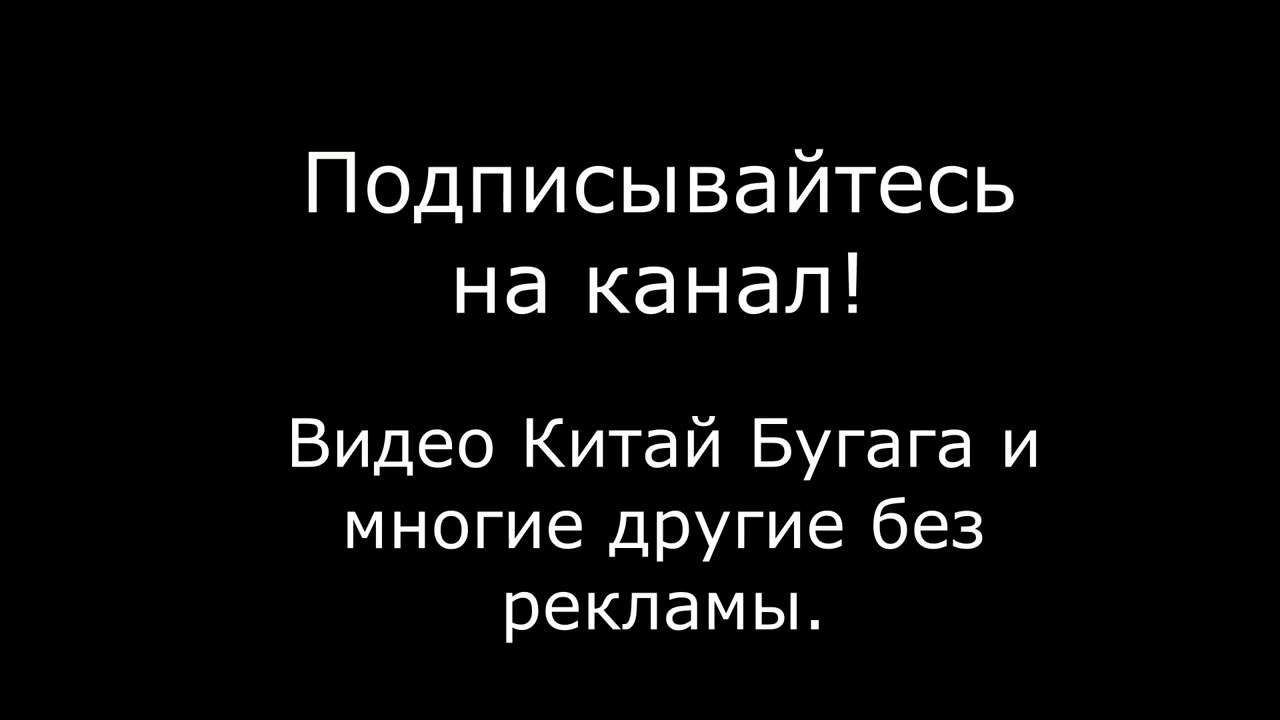 Подписывайтесь
на канал!
Видео Китай Бугага и
многие другие без
рекламы.